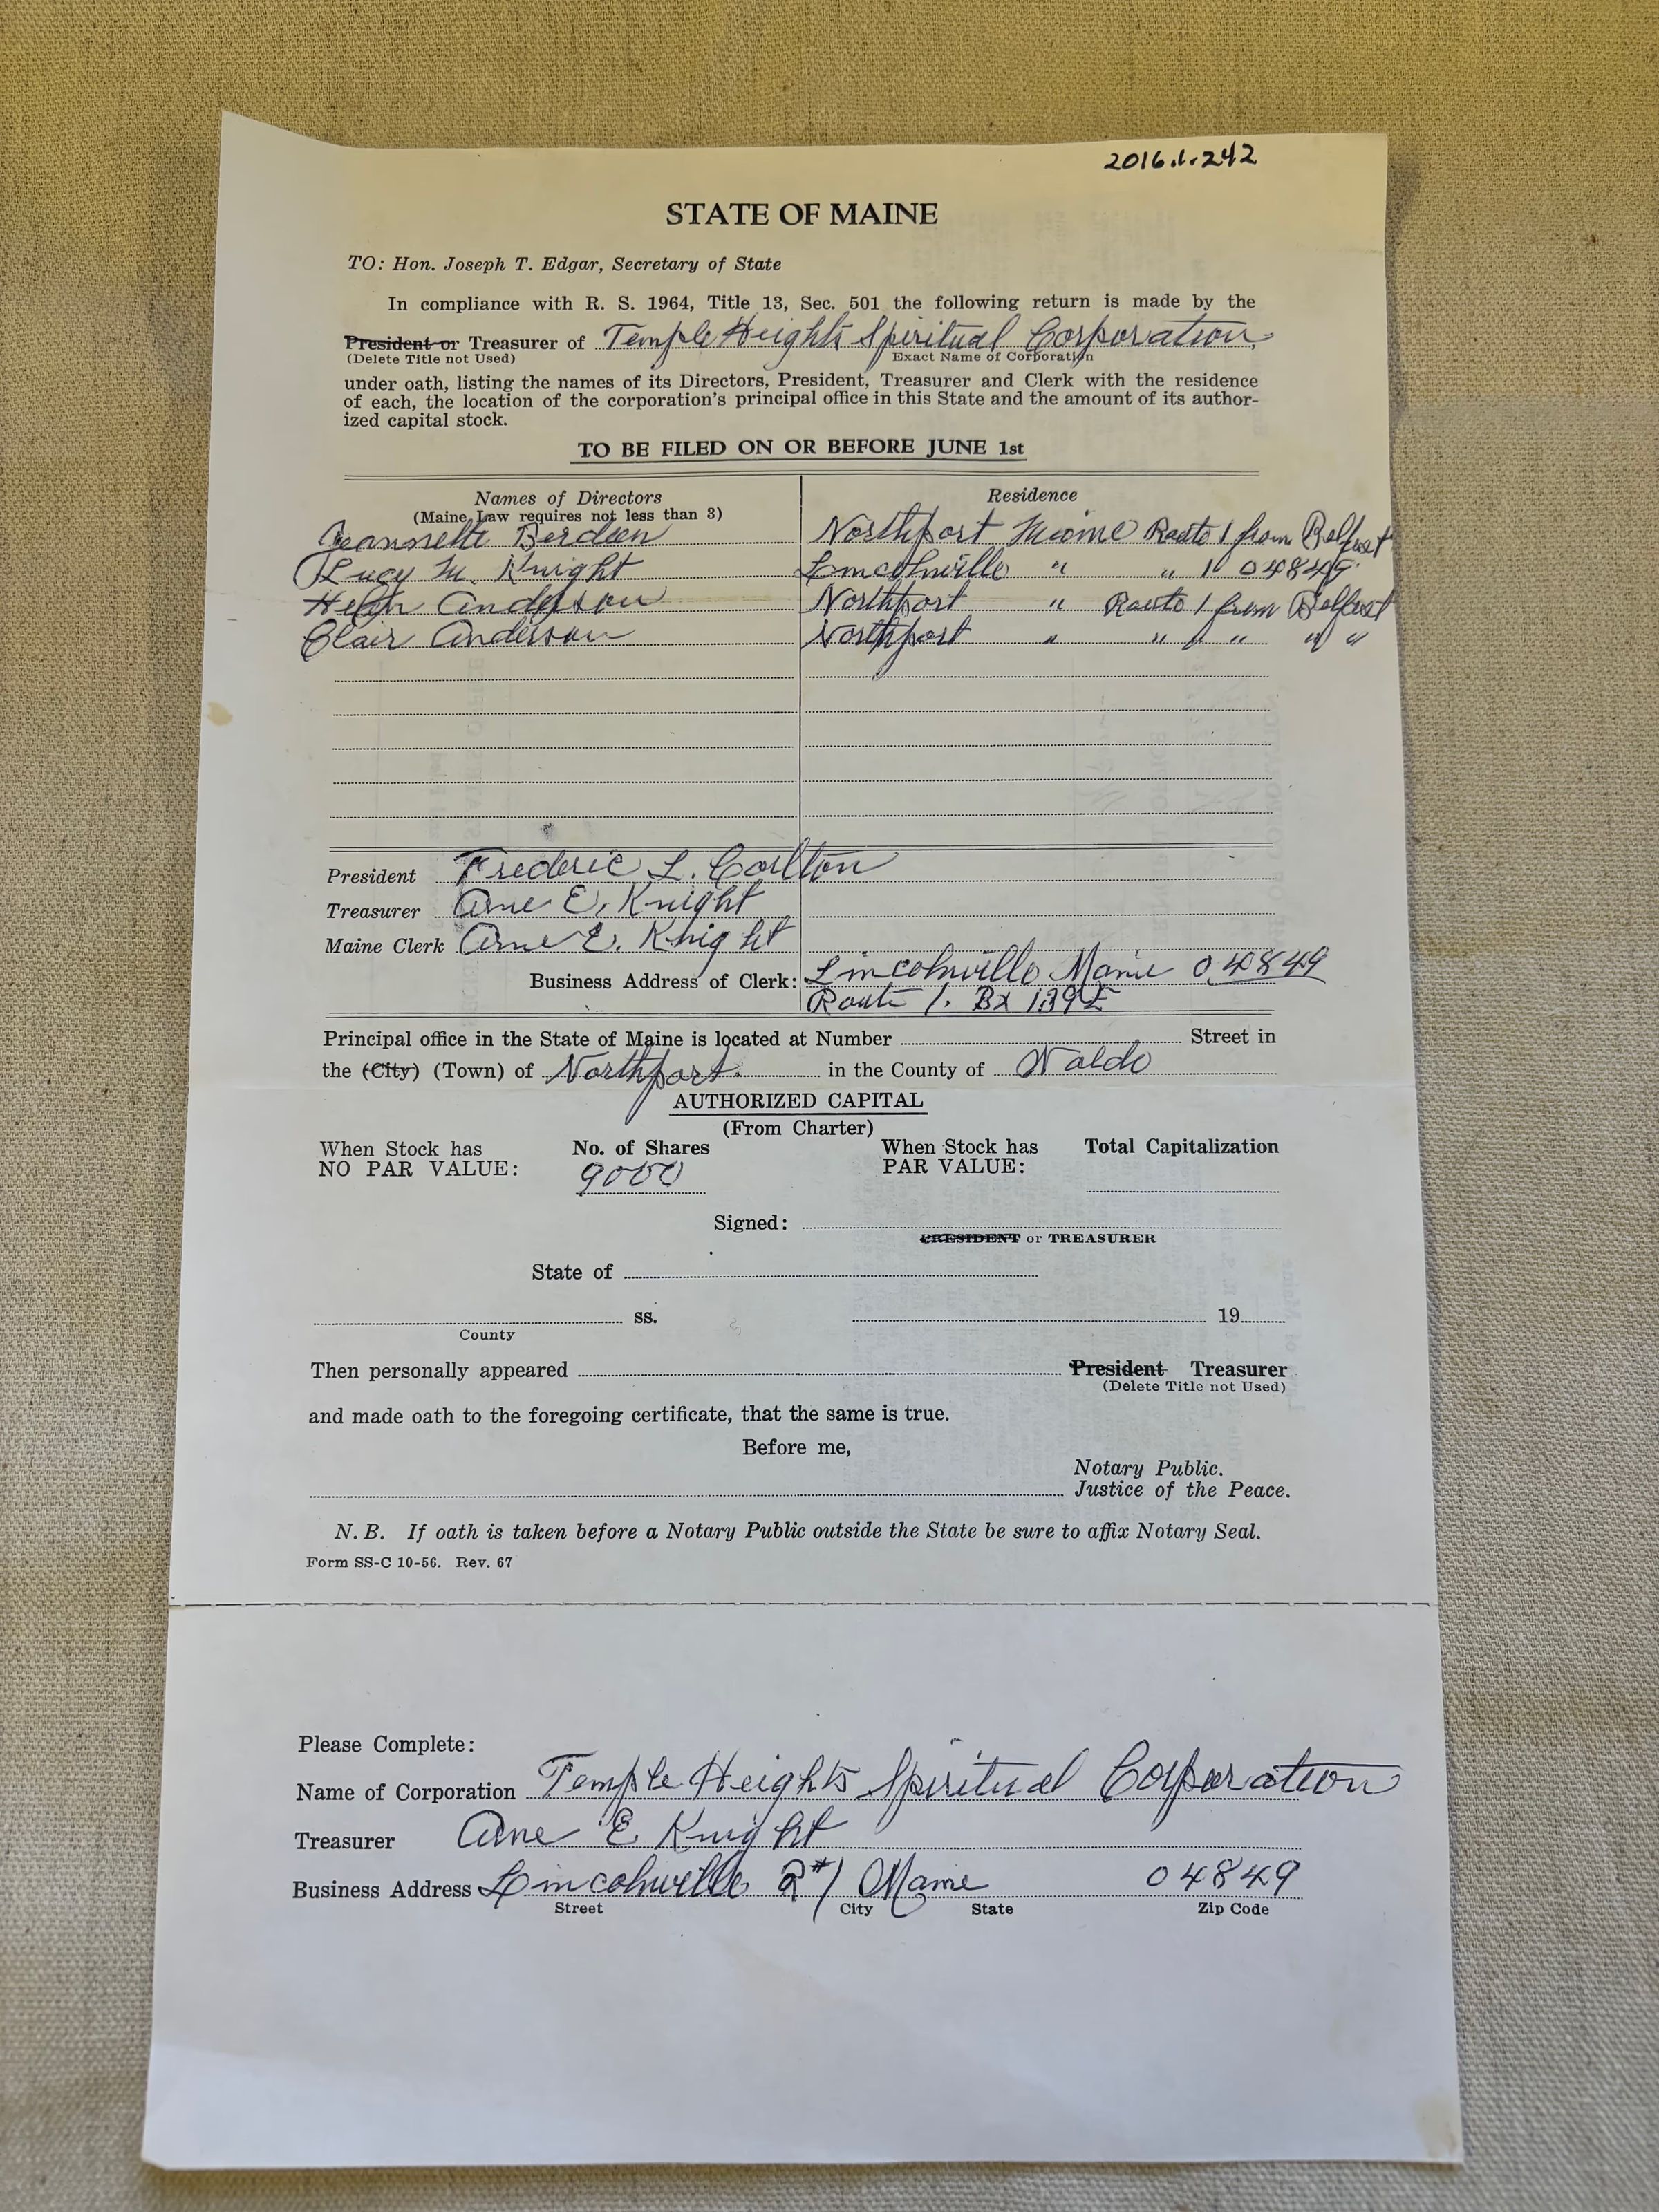 2016.1.242
STATE OF MAINE
TO: Hon. Joseph T. Edgar, Secretary of State
In compliance with R. S. 1964, Title 13, Sec. 501 the following return is made by the
President or Treasurer of Temple Heights Spiritual Corporation,
(Delete Title not Used) Exact Name of Corporation
under oath, listing the names of its Directors, President, Treasurer and Clerk with the residence
of each, the location of the corporation's principal office in this State and the amount of its author-
ized capital stock.
TO BE FILED ON OR BEFORE JUNE 1st
Names of Directors Residence
(Maine Law requires not less than 3)
Jeannette Berdeen Northport Maine Route 1 from Belfast
Lucy M. Knight Lincolnville " " 1 " 04849
Helen Anderson Northport " Route 1 from Belfast
Clair Anderson Northport " " 1 " " "
President Frederic L. Carlton
Treasurer Ane E. Knight
Maine Clerk Ane E. Knight
Business Address of Clerk: Lincolnville Maine 04849
Route 1. Bx 139E
Principal office in the State of Maine is located at Number Street in
the (City) (Town) of Northport. in the County of Waldo
AUTHORIZED CAPITAL
(From Charter)
When Stock has No. of Shares When Stock has Total Capitalization
NO PAR VALUE: 9000 PAR VALUE:
Signed:
PRESIDENT or TREASURER
State of
ss. 19
County
Then personally appeared President Treasurer
(Delete Title not Used)
and made oath to the foregoing certificate, that the same is true.
Before me,
Notary Public.
Justice of the Peace.
N. B. If oath is taken before a Notary Public outside the State be sure to affix Notary Seal.
Form SS-C 10-56. Rev. 67
Please Complete:
Name of Corporation Temple Heights Spiritual Corporation
Treasurer Ane E Knight
Business Address Lincolnville R#1 Maine 04849
Street City State Zip Code